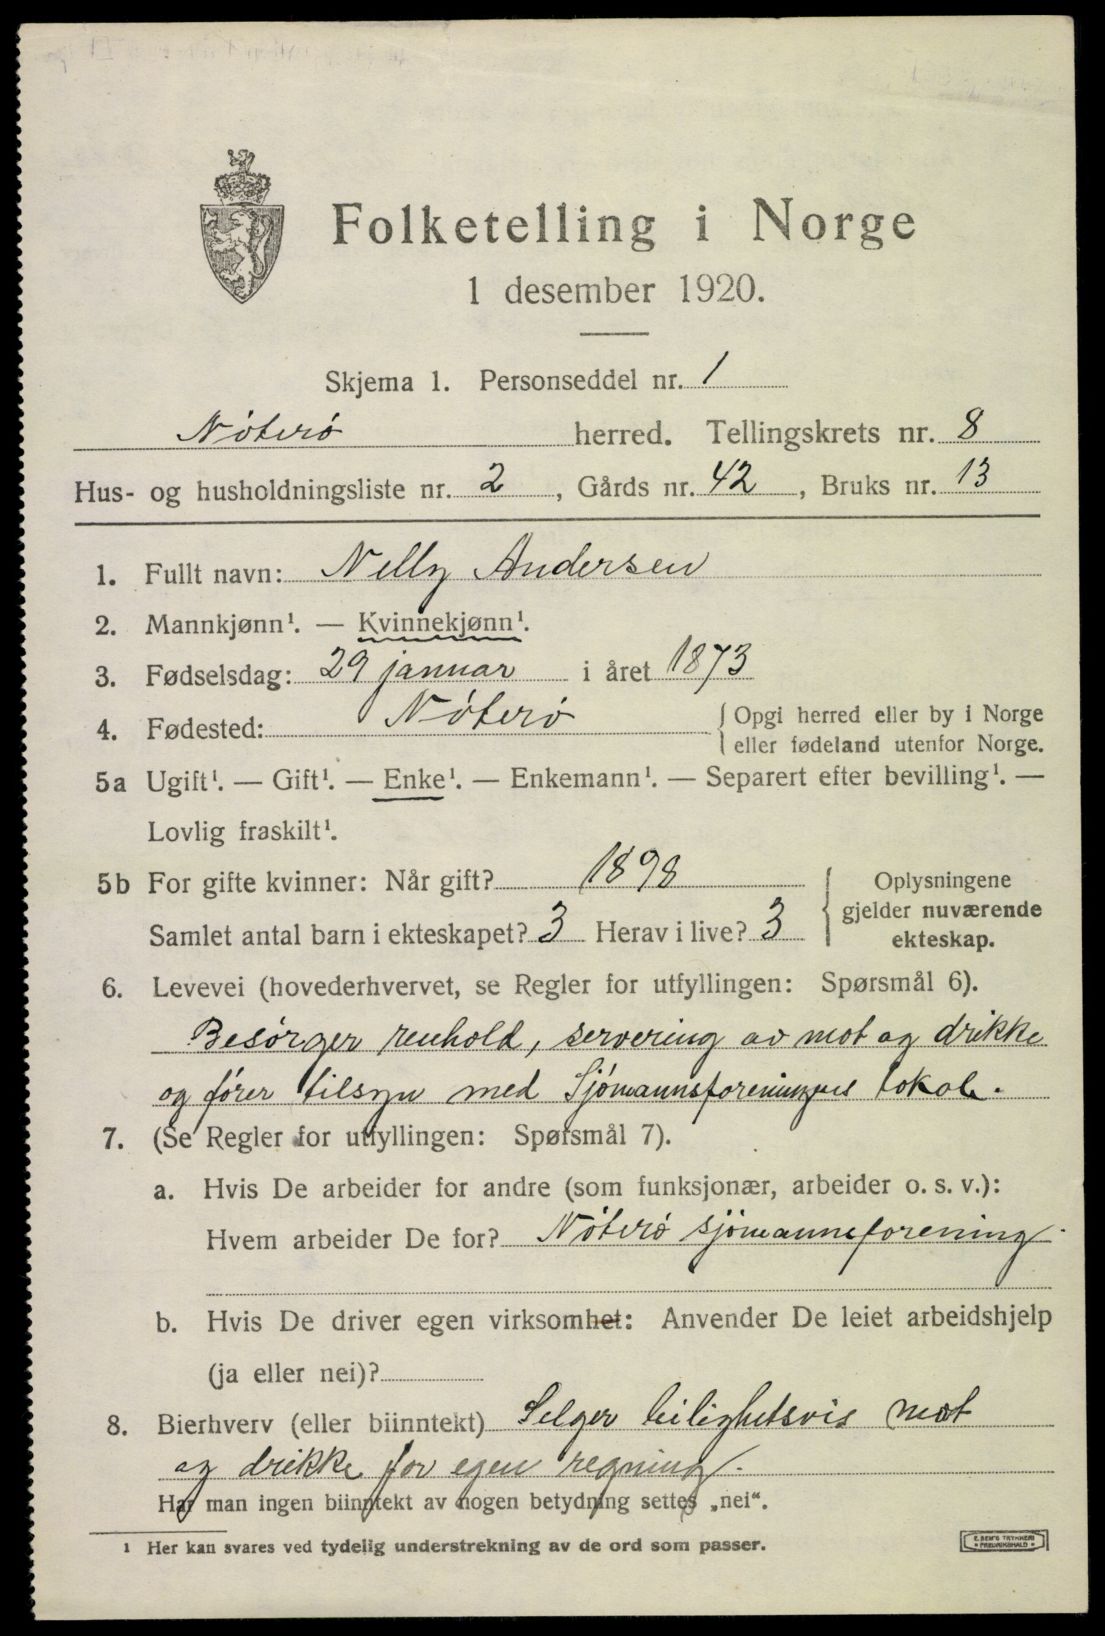 Folketelling i Norge
1 desember 1920.
Skjema 1. Personseddel nr. 1
Nöterö herred. Tellingskrets nr. 8
Hus- og husholdningsliste nr. 2, Gårds nr. 42, Bruks nr. 13
1. Fullt navn: Nelly Andersen
2. Mannkjønn¹. — Kvinnekjønn¹.
3. Fødselsdag: 29 januar i året 1873
4. Fødested: Nöterö { Opgi herred eller by i Norge
eller fødeland utenfor Norge.
5a Ugift¹. — Gift¹. — Enke¹. — Enkemann¹. — Separert efter bevilling¹. —
Lovlig fraskilt¹.
5b For gifte kvinner: Når gift? 1898
Samlet antal barn i ekteskapet? 3 Herav i live? 3
{ Oplysningene
gjelder nuværende
ekteskap.
6. Levevei (hovederhvervet, se Regler for utfyllingen: Spørsmål 6).
Besörger renhold, servering av mat og drikke
og förer tilsyn med Sjömannsforeningens lokale.
7. (Se Regler for utfyllingen: Spørsmål 7).
a. Hvis De arbeider for andre (som funksjonær, arbeider o. s. v.):
Hvem arbeider De for? Nöterö sjömannsforening.
b. Hvis De driver egen virksomhet: Anvender De leiet arbeidshjelp
(ja eller nei)?
8. Bierhverv (eller biinntekt) Selger leilighetsvis mat
og drikke for egen regning.
Har man ingen biinntekt av nogen betydning settes „nei“.
¹ Her kan svares ved tydelig understrekning av de ord som passer.
E. SEM'S TRYKKERI
FREDRIKSHALD